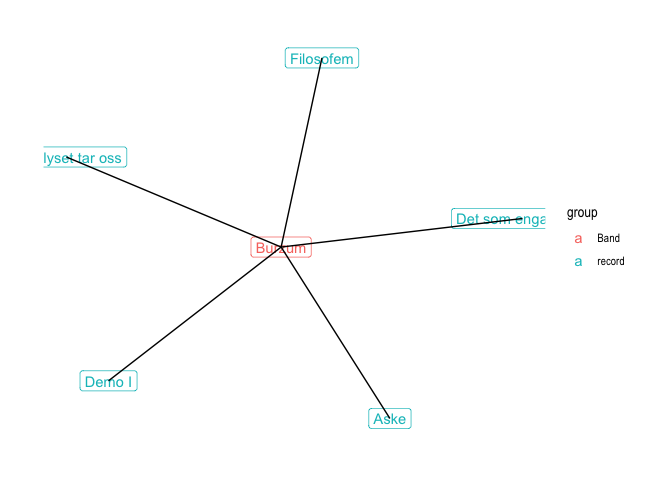 Filosofem
lyset tar oss
Det som enga
Burzum
Demo I
Aske
group
a Band
a record